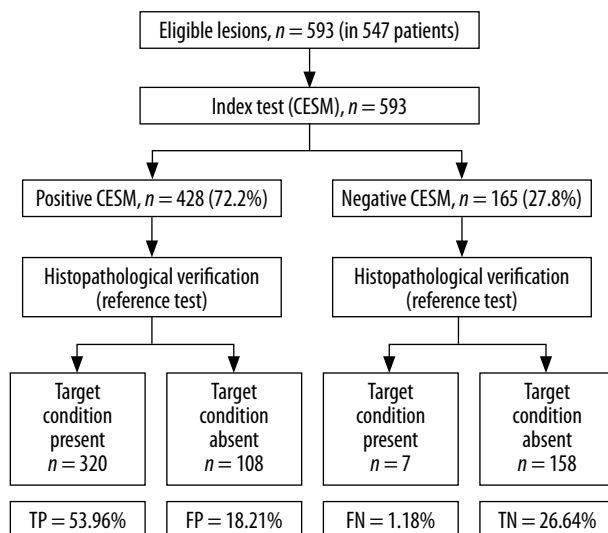 Eligible lesions, n = 593 (in 547 patients)
Index test (CESM), n = 593
Positive CESM, n = 428 (72.2%)
Negative CESM, n = 165 (27.8%)
Histopathological verification
(reference test)
Histopathological verification
(reference test)
Target
condition
present
n = 320
Target
condition
absent
n = 108
Target
condition
present
n = 7
Target
condition
absent
n = 158
TP = 53.96%
FP = 18.21%
FN = 1.18%
TN = 26.64%